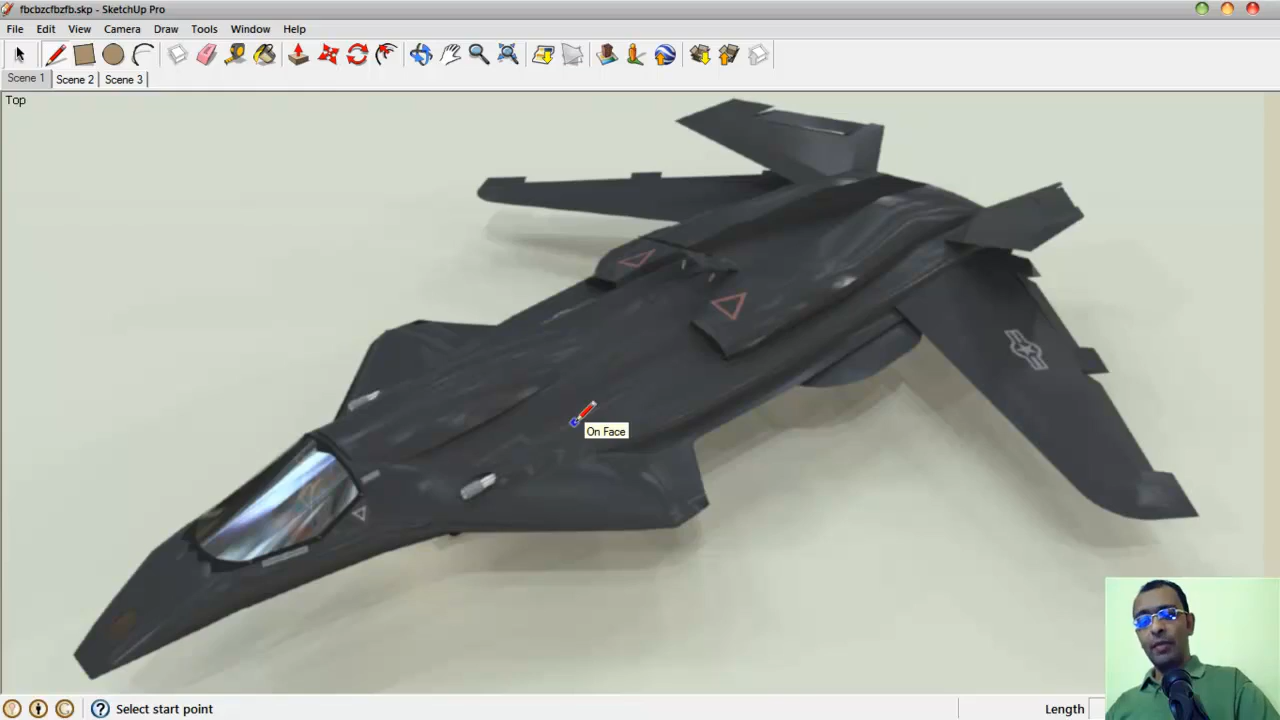 fbcbzcfbzfb.skp - SketchUp Pro
File Edit View Camera Draw Tools Window Help
Scene 1 Scene 2 Scene 3
Top
On Face
Select start point
Length